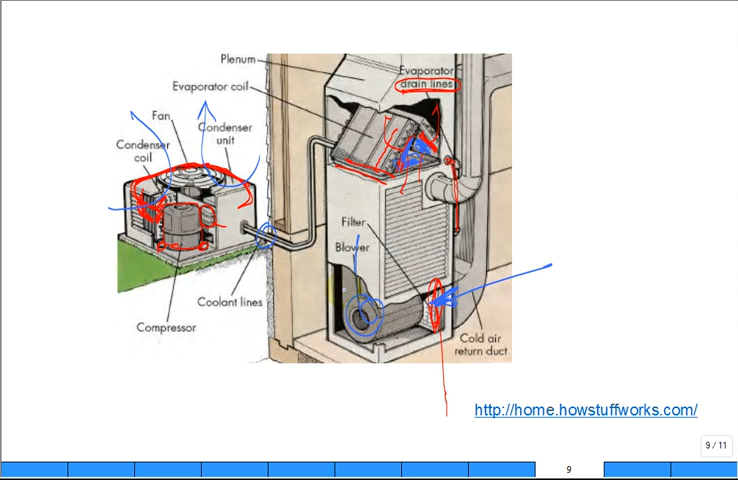 Plenum
Evaporator
drain lines
Evaporator coil
Fan
Condenser
unit
Condenser
coil
Filter
Blower
Coolant lines
Compressor
Cold air
return duct
http://home.howstuffworks.com/
9 / 11
9